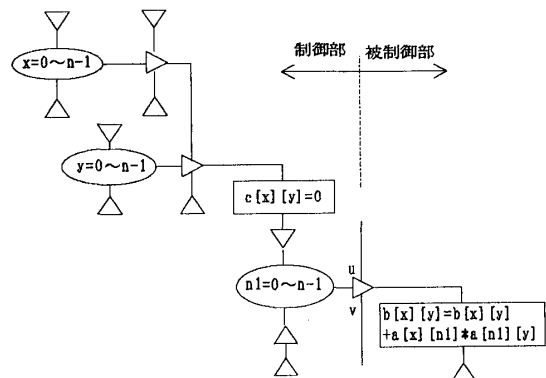 制御部 被制御部
x=0〜n-1
y=0〜n-1
c[x][y]=0
u
n1=0〜n-1
v
b[x][y]=b[x][y]
+a[x][n1]*a[n1][y]